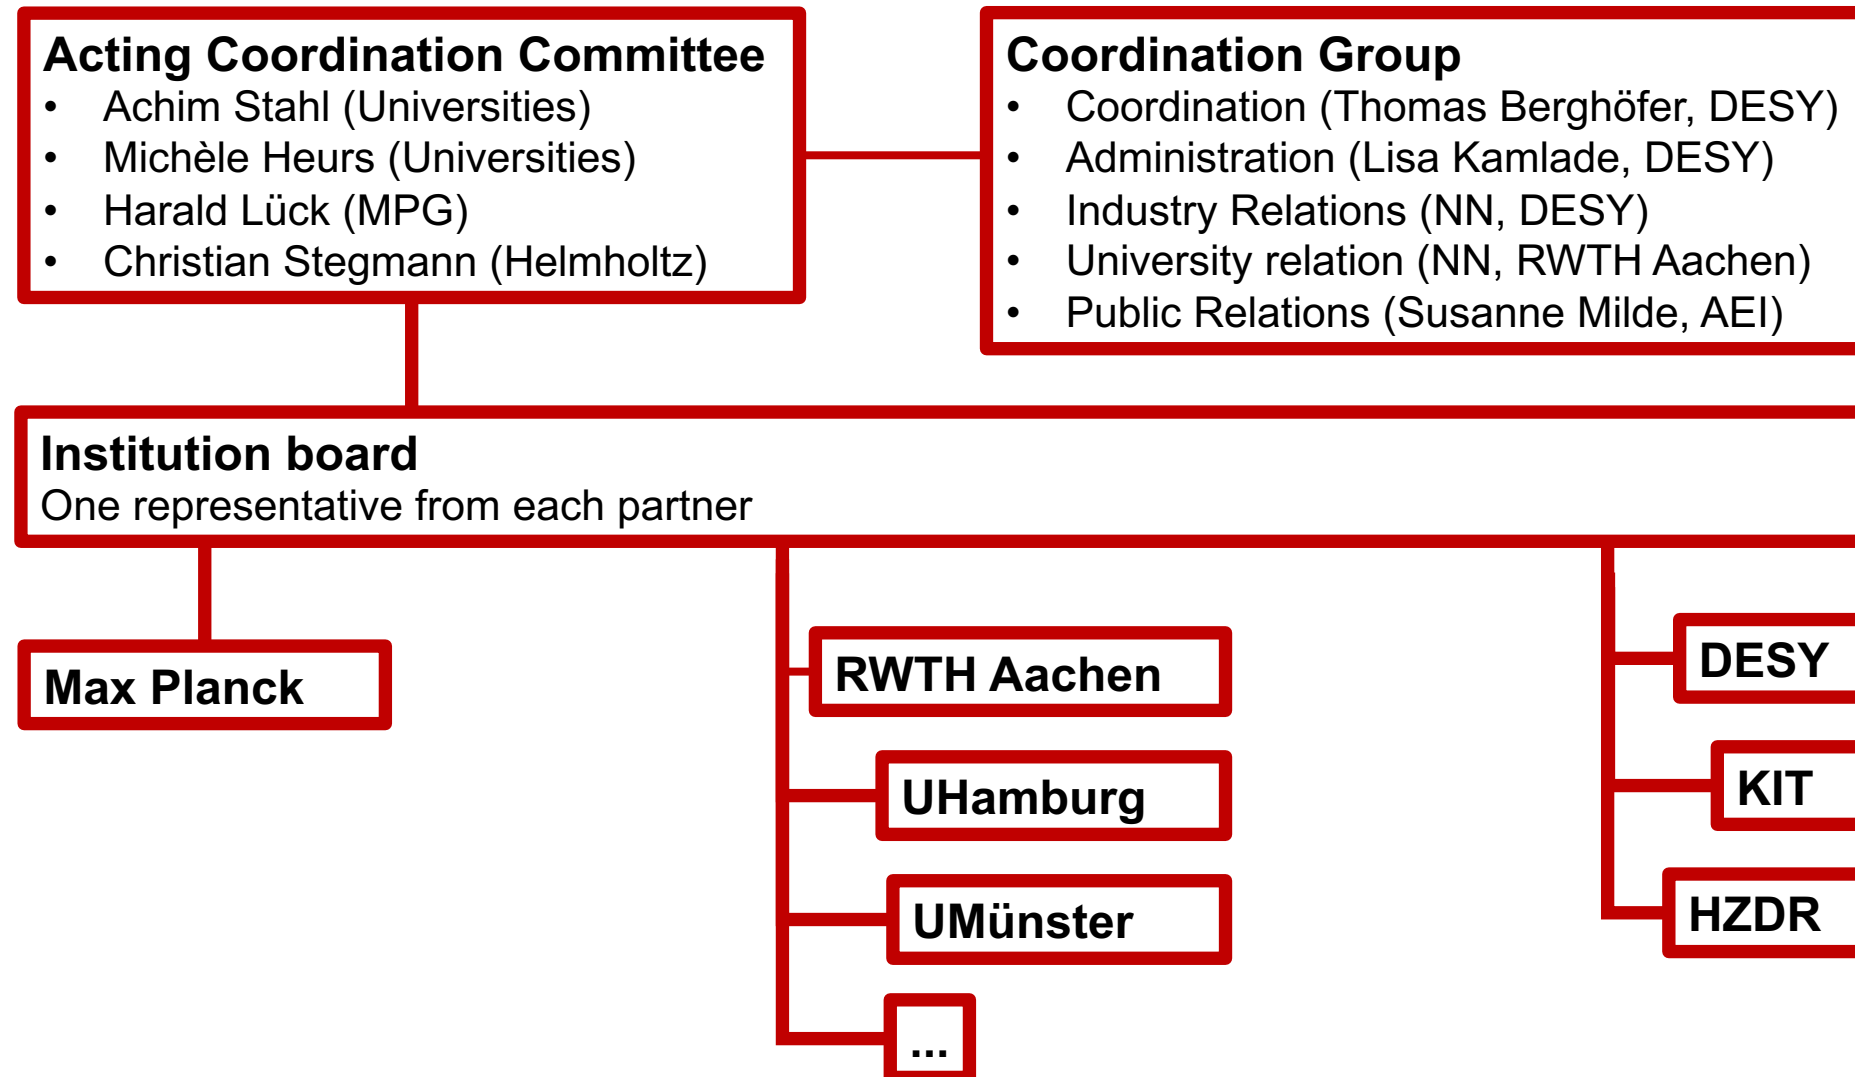 Acting Coordination Committee
• Achim Stahl (Universities)
• Michèle Heurs (Universities)
• Harald Lück (MPG)
• Christian Stegmann (Helmholtz)
Coordination Group
• Coordination (Thomas Berghöfer, DESY)
• Administration (Lisa Kamlade, DESY)
• Industry Relations (NN, DESY)
• University relation (NN, RWTH Aachen)
• Public Relations (Susanne Milde, AEI)
Institution board
One representative from each partner
Max Planck
RWTH Aachen
UHamburg
UMünster
...
DESY
KIT
HZDR